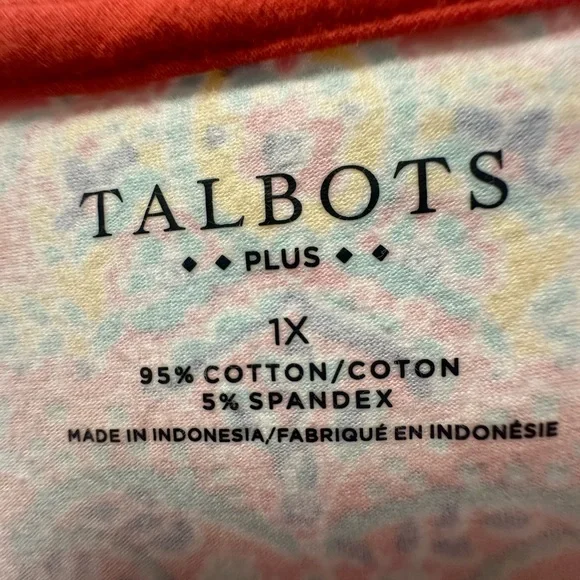 TALBOTS
◆ ◆ PLUS ◆ ◆
1X
95% COTTON/COTON
5% SPANDEX
MADE IN INDONESIA/FABRIQUÉ EN INDONÉSIE